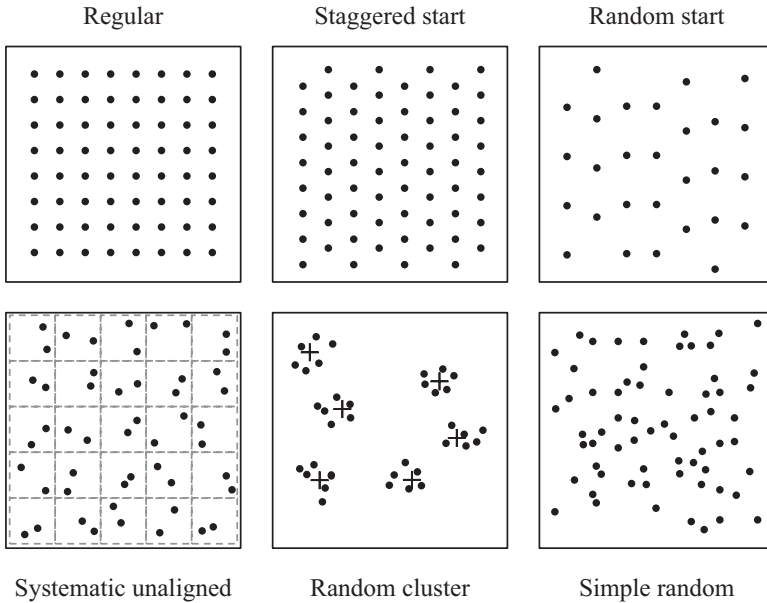 Regular
Staggered start
Random start
Systematic unaligned
Random cluster
Simple random